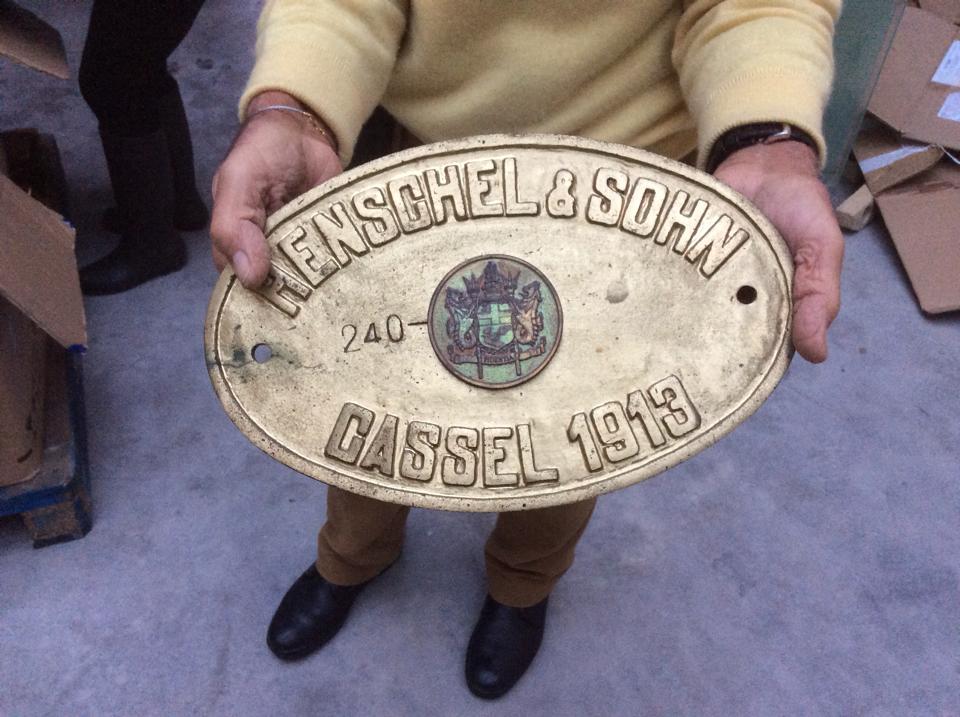 HENSCHEL & SOHN
240
CASSEL 1913